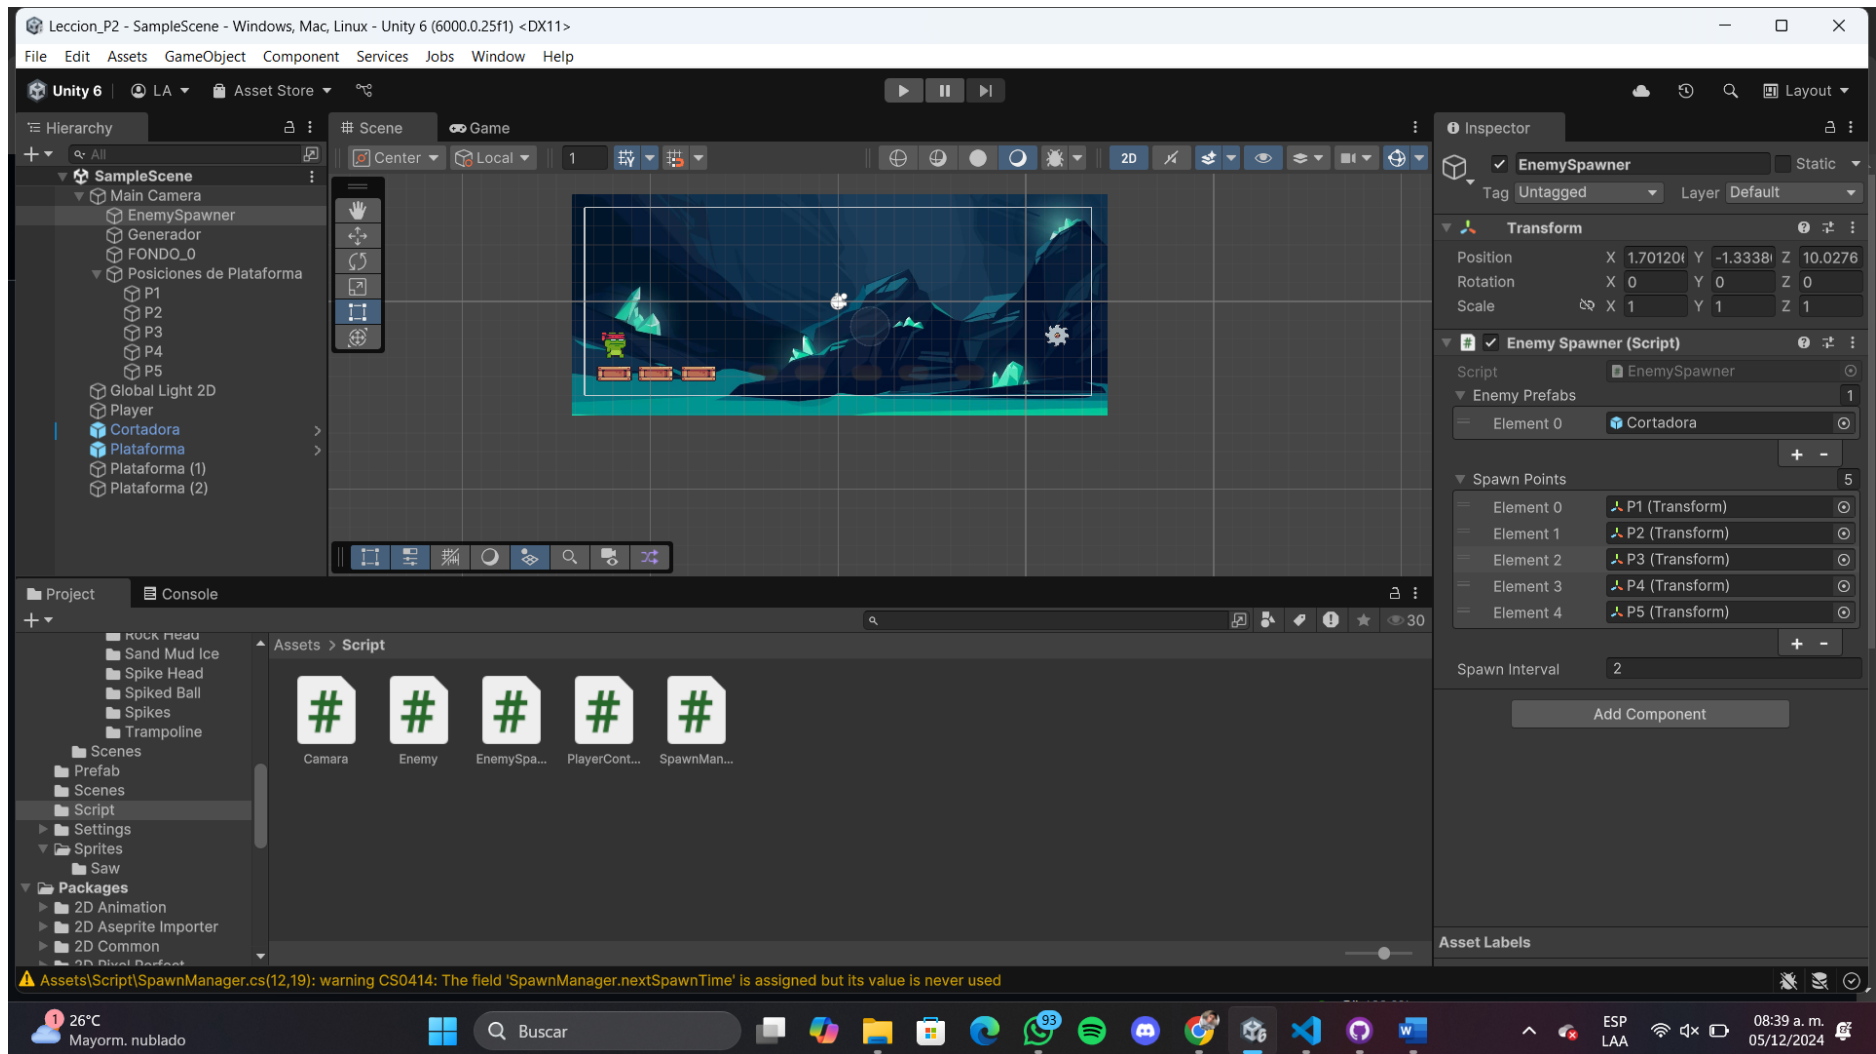 Leccion_P2 - SampleScene - Windows, Mac, Linux - Unity 6 (6000.0.25f1) <DX11>
File Edit Assets GameObject Component Services Jobs Window Help
Unity 6 LA Asset Store Layout
Hierarchy
All
SampleScene
Main Camera
EnemySpawner
Generador
FONDO_0
Posiciones de Plataforma
P1
P2
P3
P4
P5
Global Light 2D
Player
Cortadora
Plataforma
Plataforma (1)
Plataforma (2)
Scene Game
Center Local 1 2D
Inspector
EnemySpawner Static
Tag Untagged Layer Default
Transform
Position X 1.70120 Y -1.3338 Z 10.0276
Rotation X 0 Y 0 Z 0
Scale X 1 Y 1 Z 1
Enemy Spawner (Script)
Script EnemySpawner
Enemy Prefabs 1
Element 0 Cortadora
+ -
Spawn Points 5
Element 0 P1 (Transform)
Element 1 P2 (Transform)
Element 2 P3 (Transform)
Element 3 P4 (Transform)
Element 4 P5 (Transform)
+ -
Spawn Interval 2
Add Component
Asset Labels
Project Console
30
Rock Head
Sand Mud Ice
Spike Head
Spiked Ball
Spikes
Trampoline
Scenes
Prefab
Scenes
Script
Settings
Sprites
Saw
Packages
2D Animation
2D Aseprite Importer
2D Common
2D Pixel Perfect
Assets > Script
Camara Enemy EnemySpa... PlayerCont... SpawnMan...
Assets\Script\SpawnManager.cs(12,19): warning CS0414: The field 'SpawnManager.nextSpawnTime' is assigned but its value is never used
1
26°C
Mayorm. nublado
Buscar
93
ESP
LAA
08:39 a. m.
05/12/2024